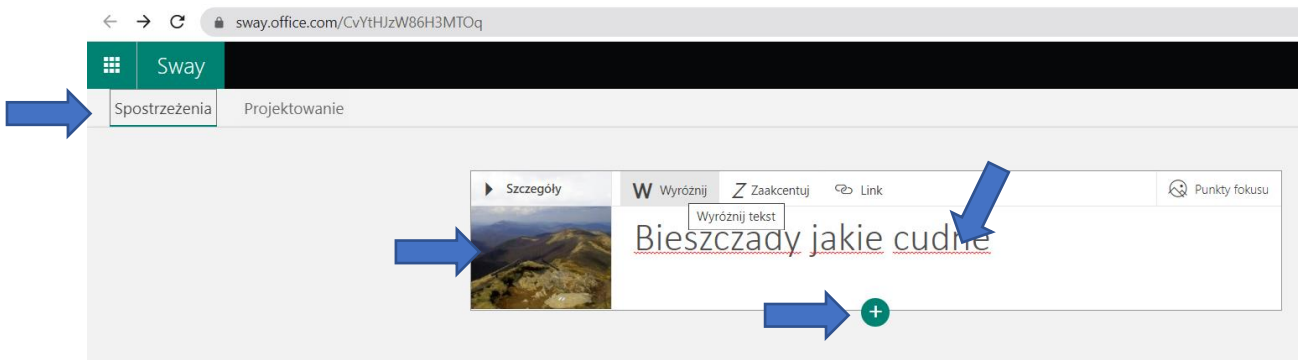 sway.office.com/CvYtHJzW86H3MTOq
Sway
Spostrzeżenia Projektowanie
Szczegóły W Wyróżnij Z Zaakcentuj Link Punkty fokusu
Wyróżnij tekst
Bieszczady jakie cudne